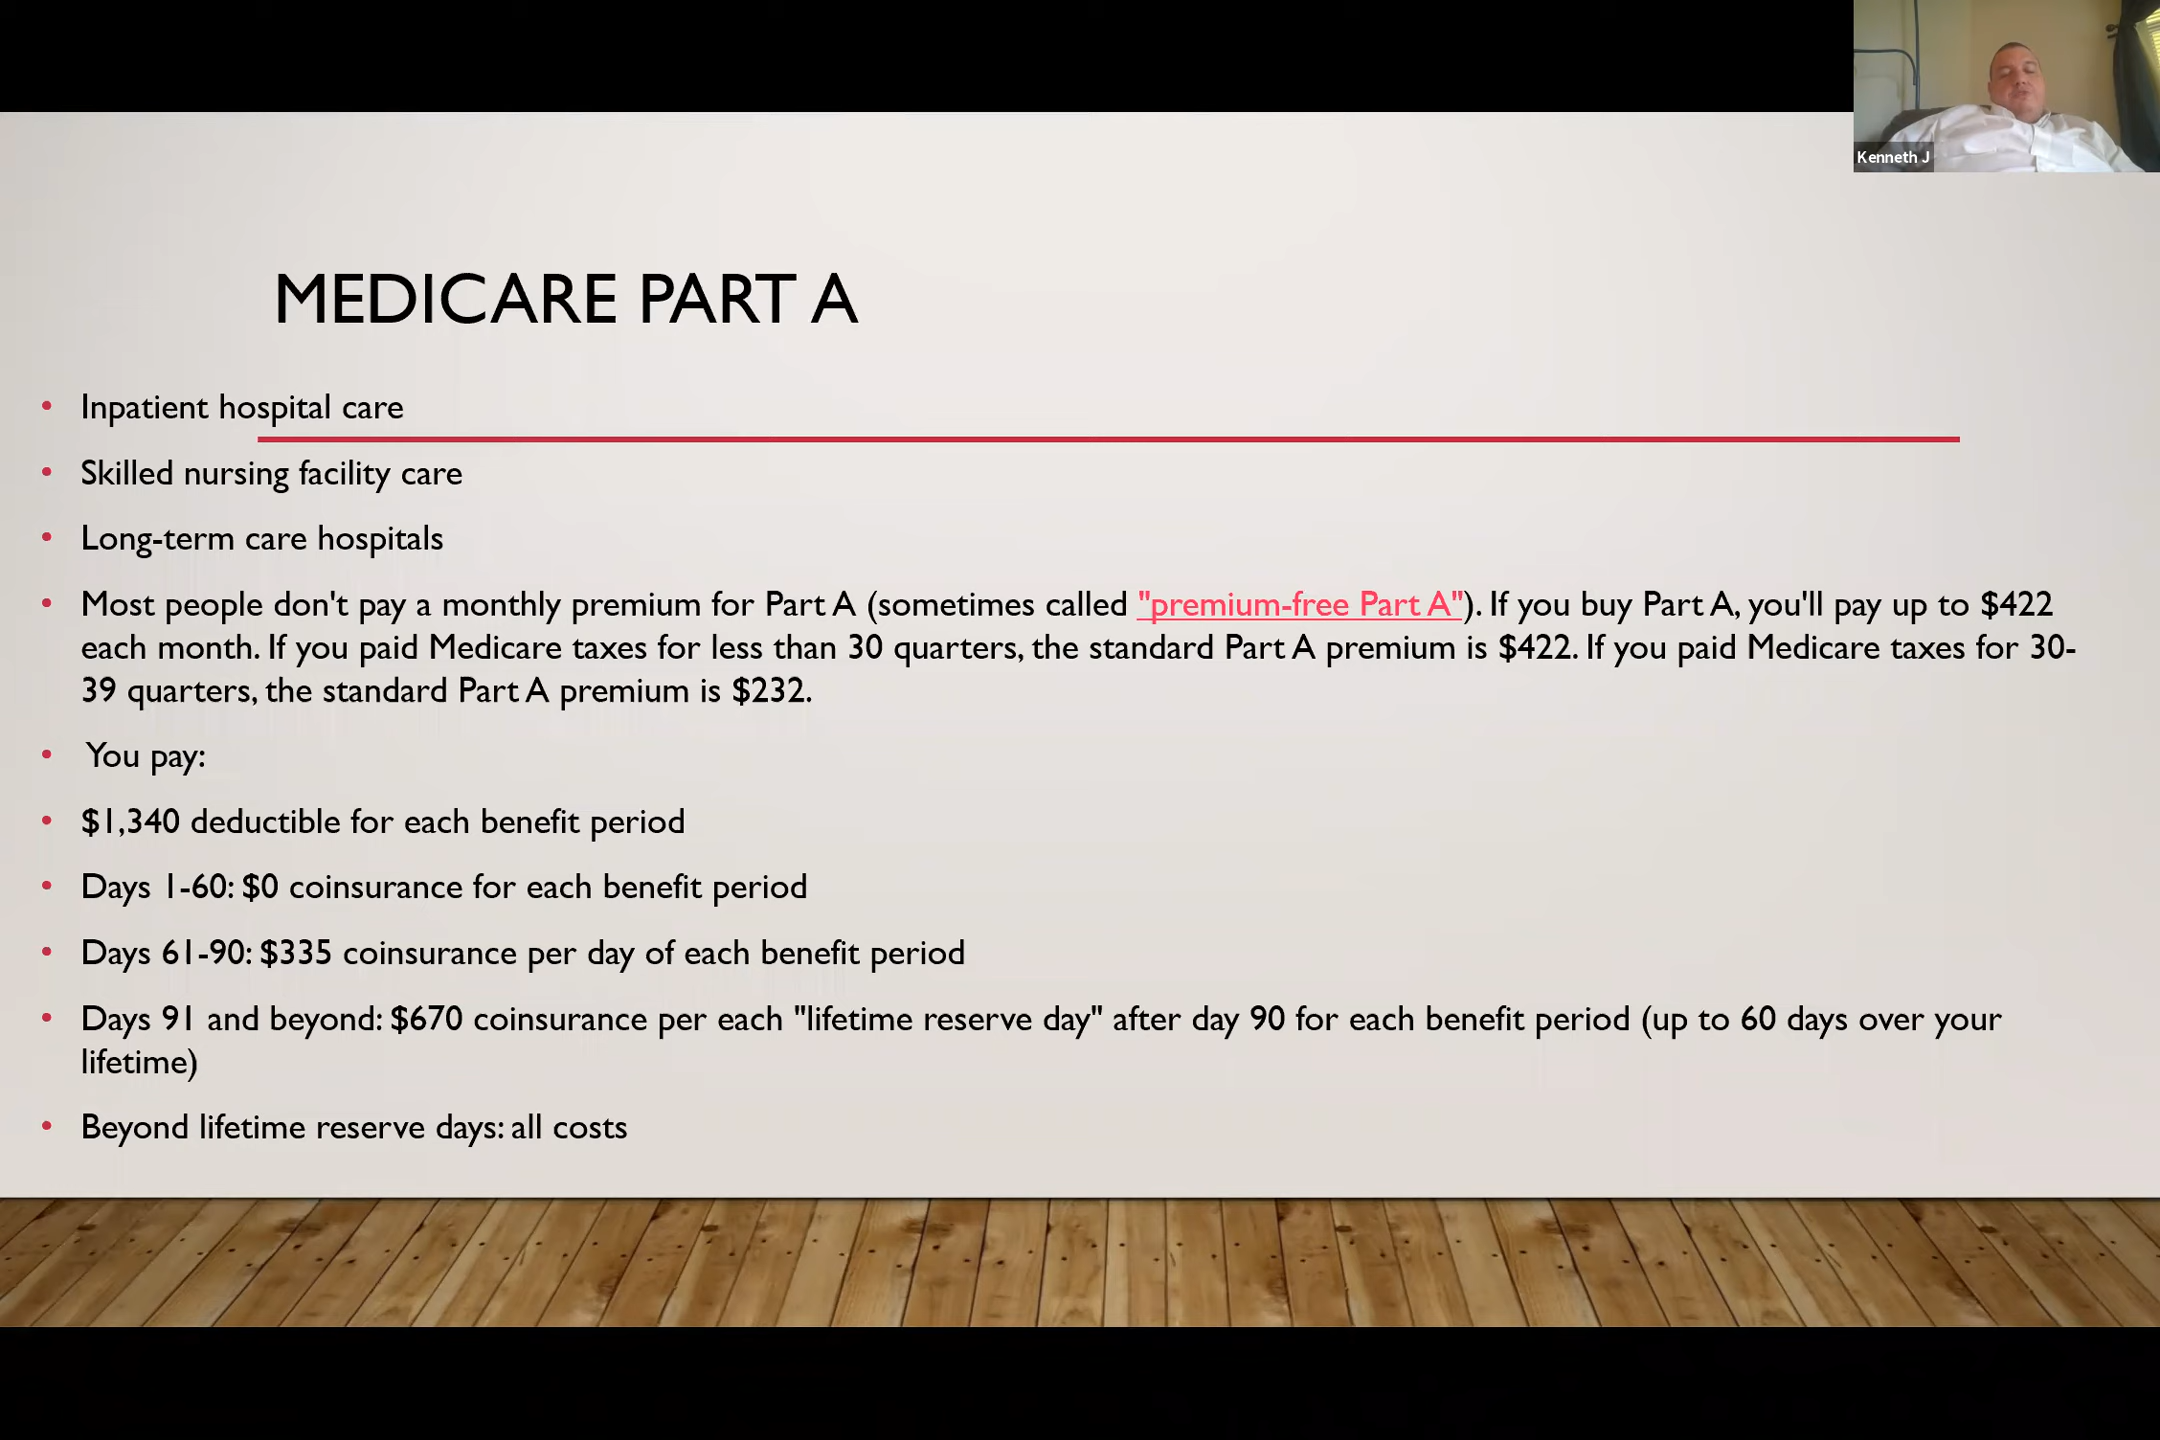 Kenneth J
MEDICARE PART A
• Inpatient hospital care
• Skilled nursing facility care
• Long-term care hospitals
• Most people don't pay a monthly premium for Part A (sometimes called "premium-free Part A"). If you buy Part A, you'll pay up to $422
each month. If you paid Medicare taxes for less than 30 quarters, the standard Part A premium is $422. If you paid Medicare taxes for 30-
39 quarters, the standard Part A premium is $232.
• You pay:
• $1,340 deductible for each benefit period
• Days 1-60: $0 coinsurance for each benefit period
• Days 61-90: $335 coinsurance per day of each benefit period
• Days 91 and beyond: $670 coinsurance per each "lifetime reserve day" after day 90 for each benefit period (up to 60 days over your
lifetime)
• Beyond lifetime reserve days: all costs